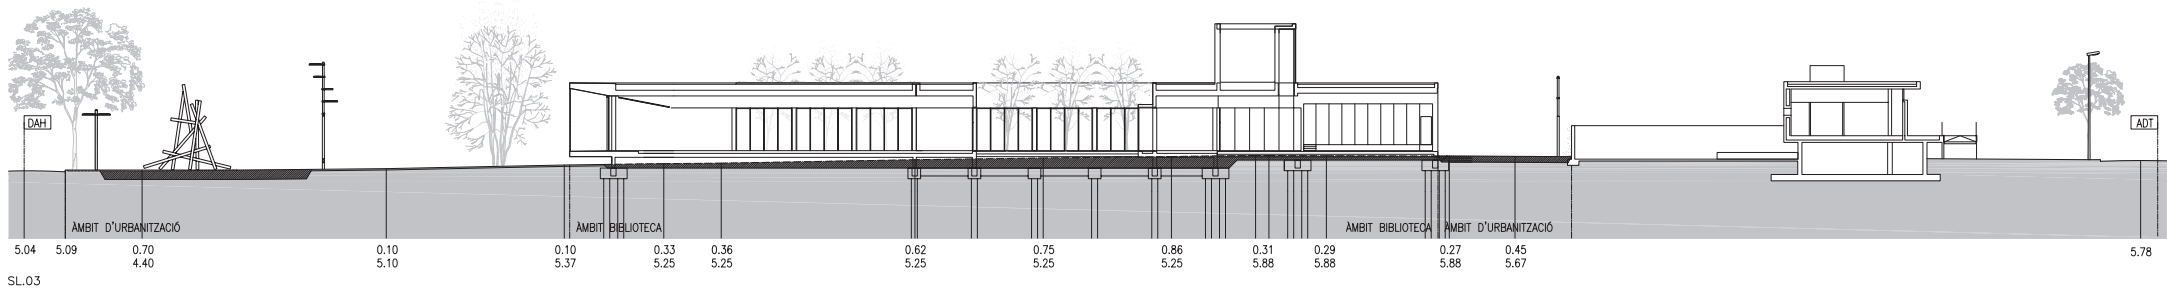 DAH
ADT
ÀMBIT D'URBANITZACIÓ
ÀMBIT BIBLIOTECA
ÀMBIT BIBLIOTECA
ÀMBIT D'URBANITZACIÓ
5.04 5.09 0.70 0.10 0.10 0.33 0.36 0.62 0.75 0.86 0.31 0.29 0.27 0.45 5.78
4.40 5.10 5.37 5.25 5.25 5.25 5.25 5.25 5.88 5.88 5.88 5.67
SL.03